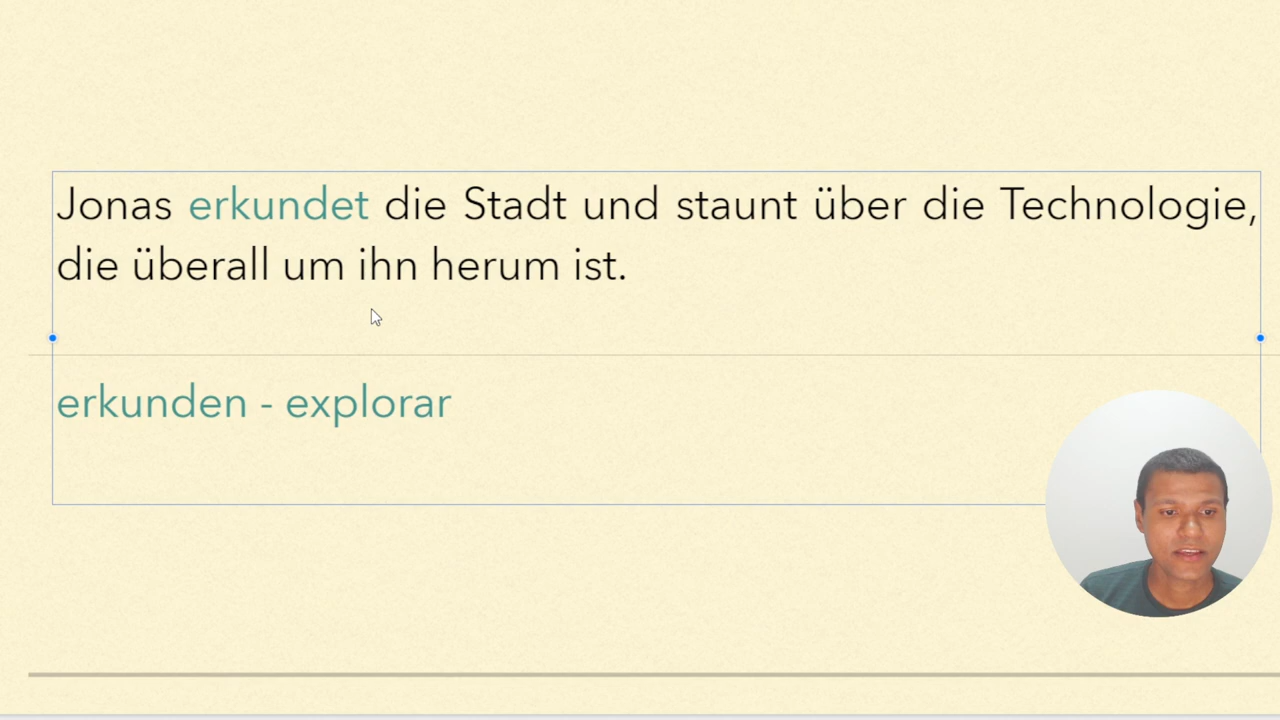 Jonas erkundet die Stadt und staunt über die Technologie,
die überall um ihn herum ist.
erkunden - explorar